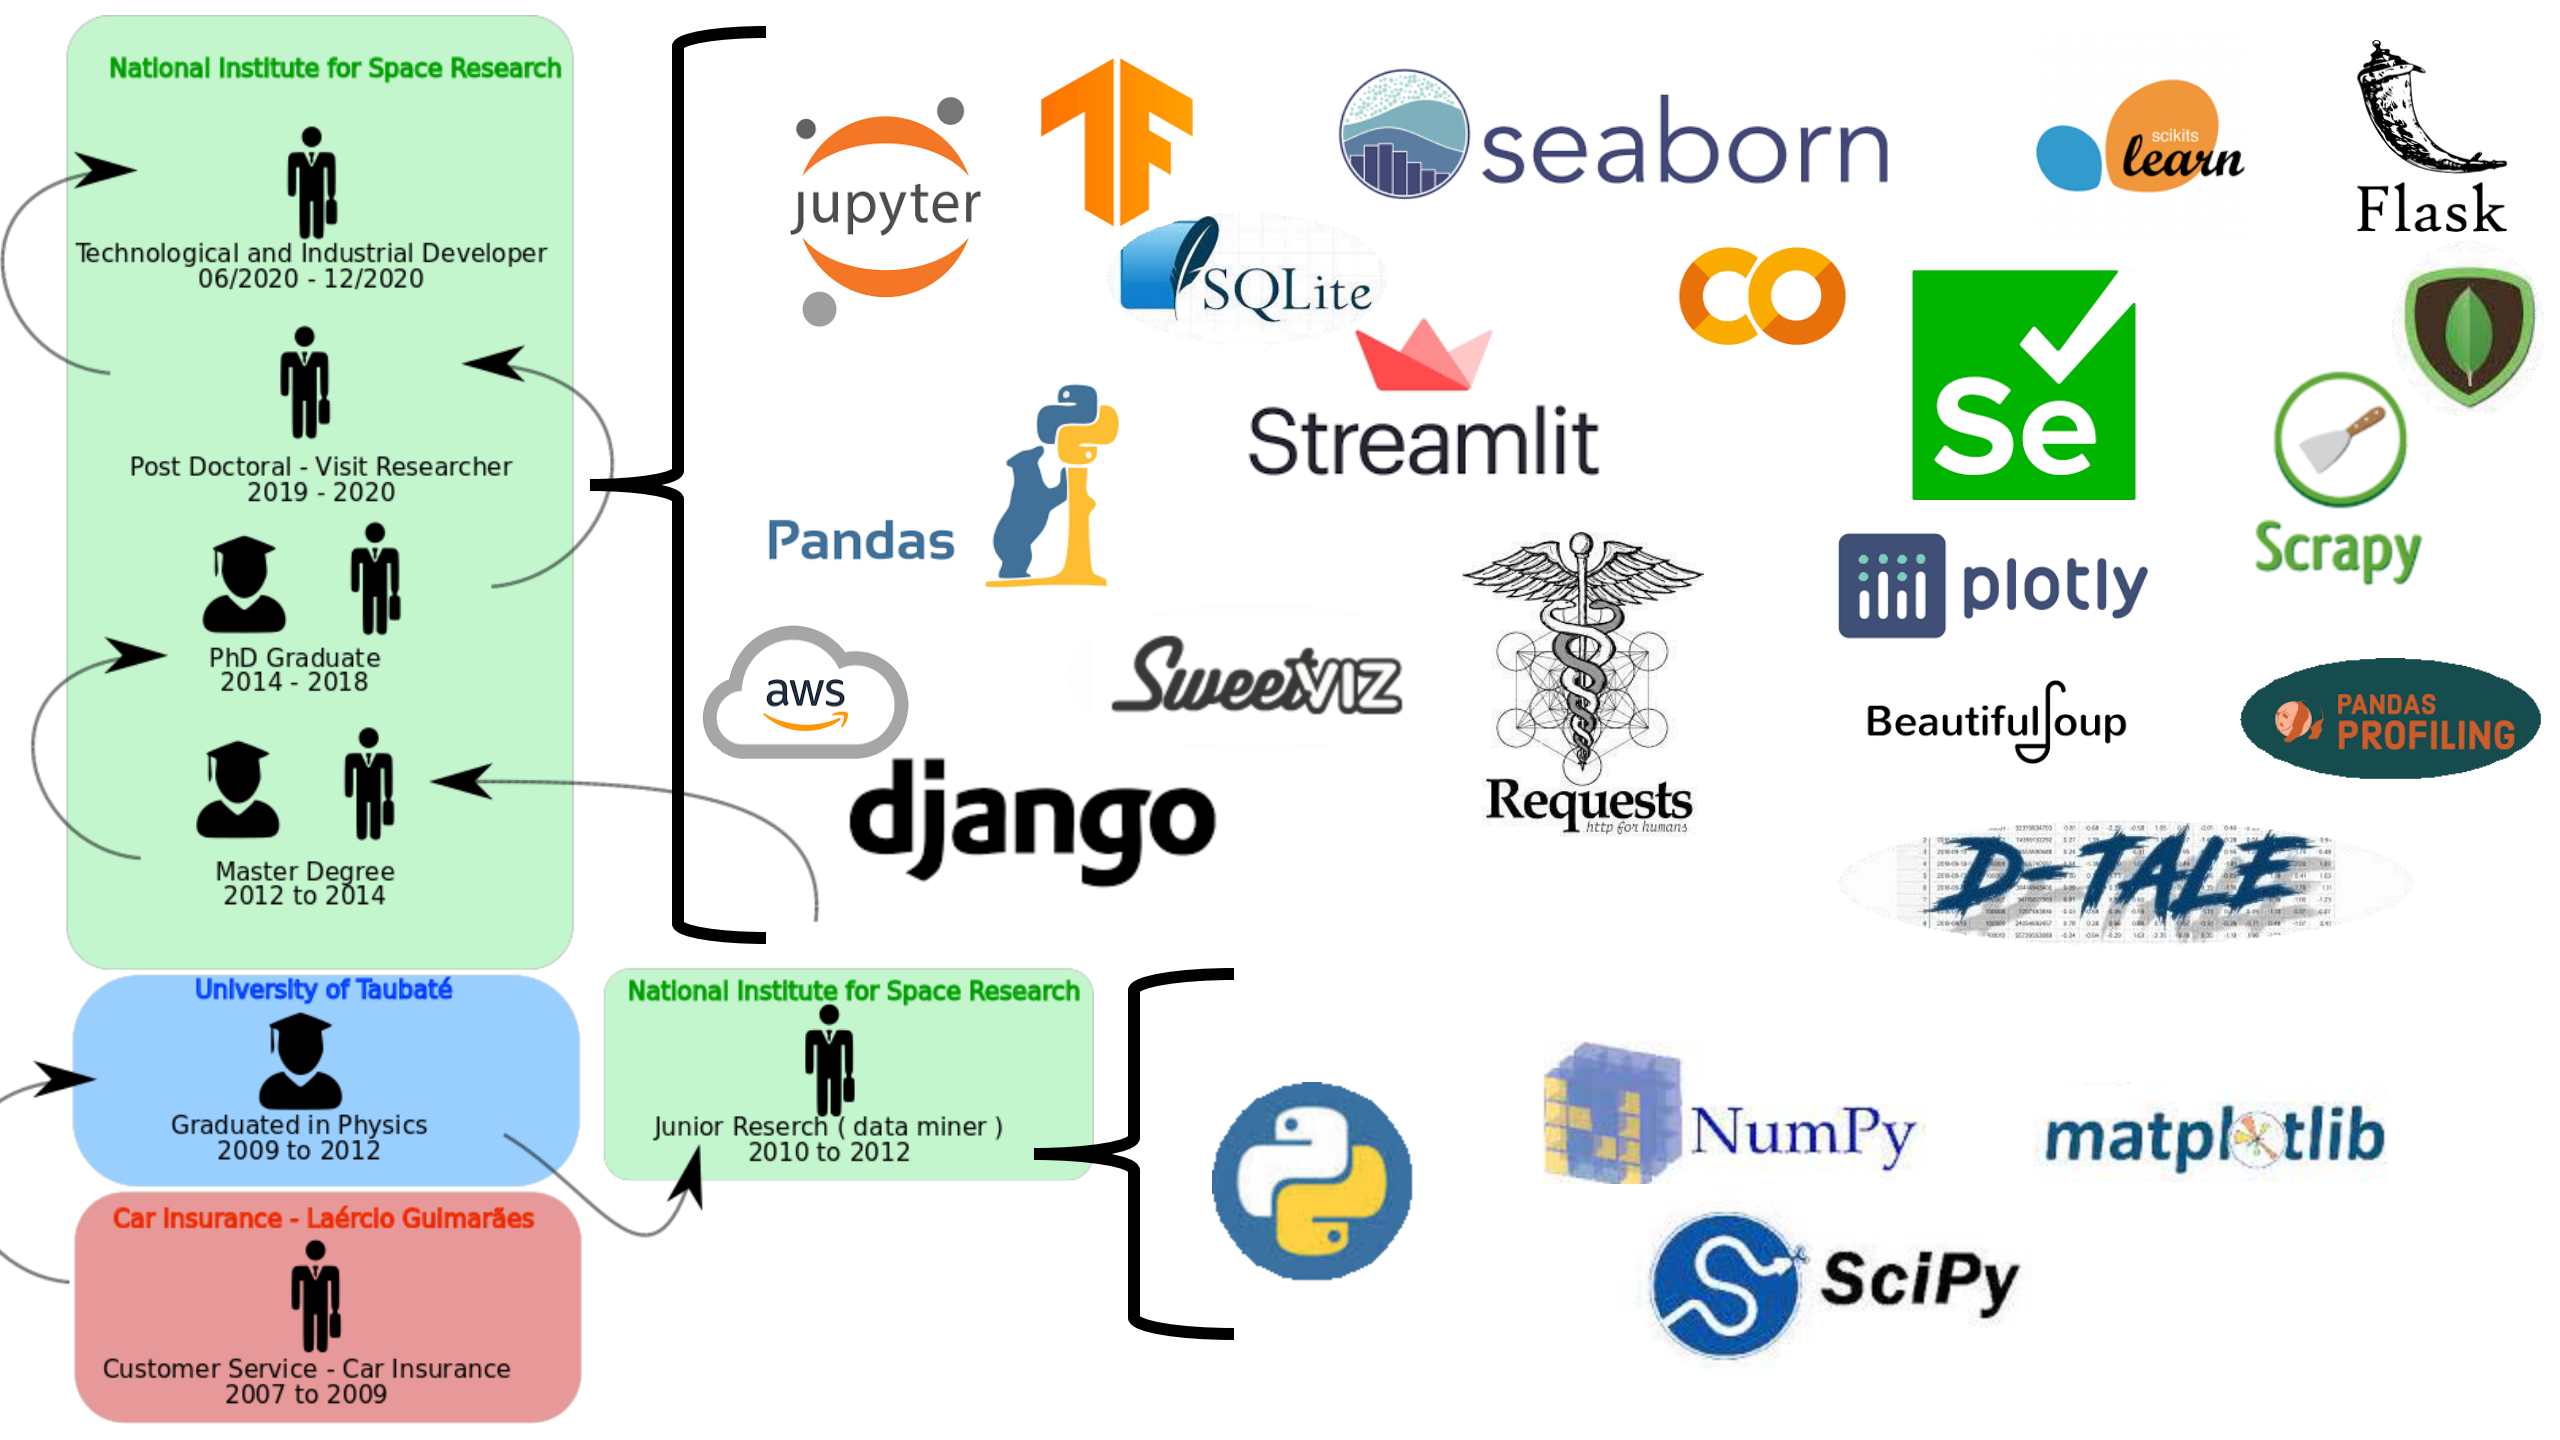 National Institute for Space Research
Technological and Industrial Developer
06/2020 - 12/2020
Post Doctoral - Visit Researcher
2019 - 2020
PhD Graduate
2014 - 2018
Master Degree
2012 to 2014
University of Taubaté
Graduated in Physics
2009 to 2012
Car Insurance - Laércio Guimarães
Customer Service - Car Insurance
2007 to 2009
National Institute for Space Research
Junior Reserch ( data miner )
2010 to 2012
jupyter
TF
seaborn
scikits
learn
Flask
SQLite
CO
Streamlit
Se
Scrapy
Pandas
plotly
aws
SweetVIZ
Requests
http for humans
BeautifulSoup
PANDAS
PROFILING
django
D-TALE
NumPy
matplotlib
SciPy